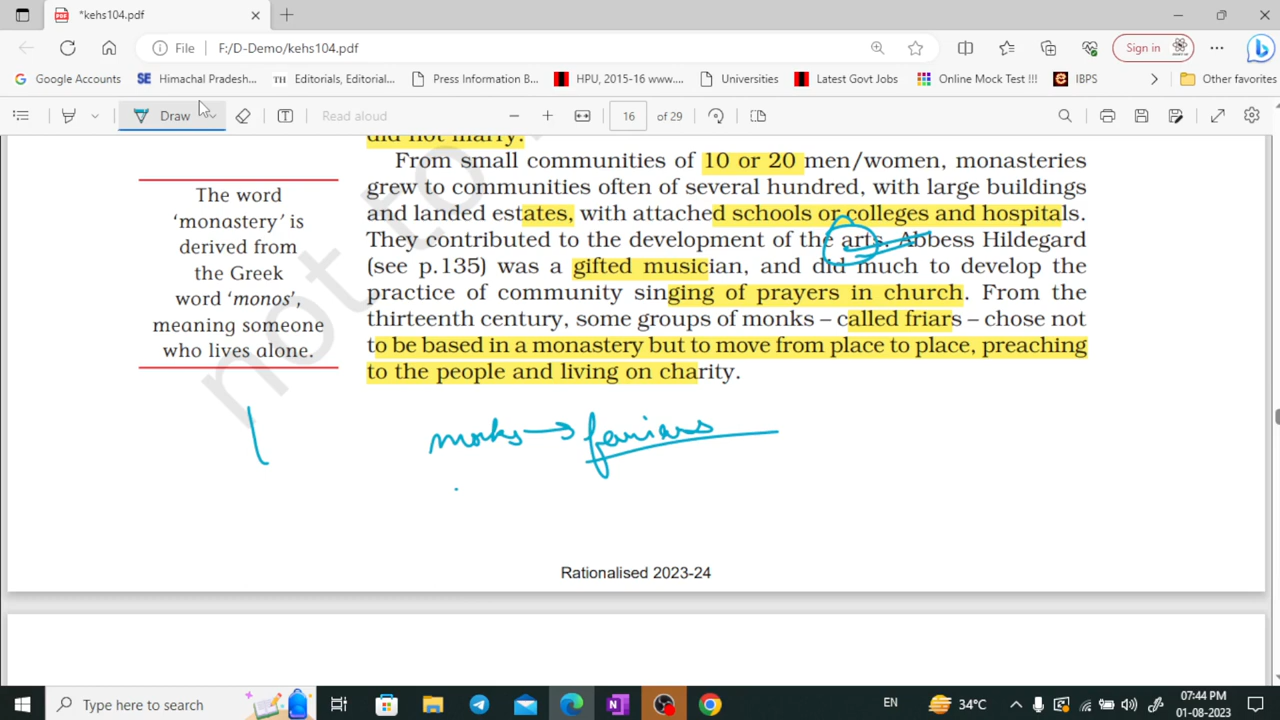 *kehs104.pdf
File F:/D-Demo/kehs104.pdf Sign in
Google Accounts SE Himachal Pradesh... TH Editorials, Editorial... Press Information B... HPU, 2015-16 www.... Universities Latest Govt Jobs Online Mock Test !!! IBPS Other favorites
Draw Read aloud 16 of 29
did not marry.
From small communities of 10 or 20 men/women, monasteries
grew to communities often of several hundred, with large buildings
and landed estates, with attached schools or colleges and hospitals.
They contributed to the development of the arts. Abbess Hildegard
(see p.135) was a gifted musician, and did much to develop the
practice of community singing of prayers in church. From the
thirteenth century, some groups of monks – called friars – chose not
to be based in a monastery but to move from place to place, preaching
to the people and living on charity.
The word
‘monastery’ is
derived from
the Greek
word ‘monos’,
meaning someone
who lives alone.
not to
monks →
Rationalised 2023-24
Type here to search EN 34°C 07:44 PM
01-08-2023